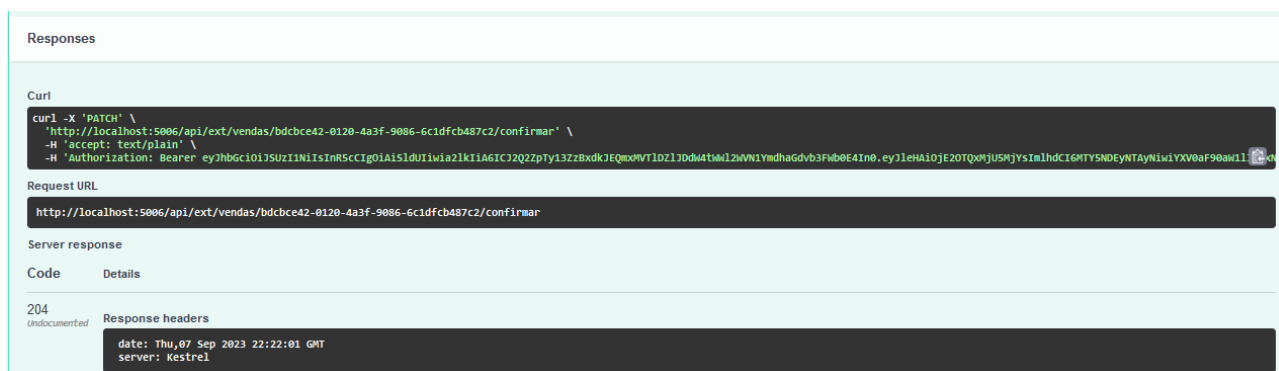 Responses
Curl
curl -X 'PATCH' \
'http://localhost:5006/api/ext/vendas/bdcbce42-0120-4a3f-9086-6c1dfcb487c2/confirmar' \
-H 'accept: text/plain' \
-H 'Authorization: Bearer
Request URL
http://localhost:5006/api/ext/vendas/bdcbce42-0120-4a3f-9086-6c1dfcb487c2/confirmar
Server response
Code Details
204
Undocumented
Response headers
date: Thu,07 Sep 2023 22:22:01 GMT
server: Kestrel